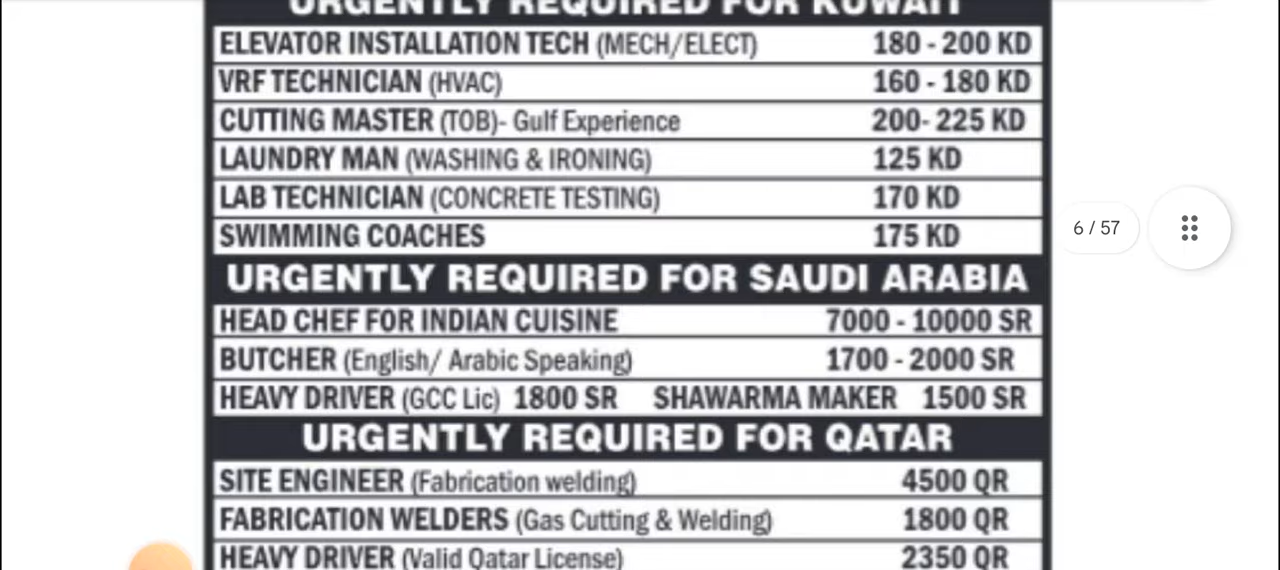 URGENTLY REQUIRED FOR KUWAIT
ELEVATOR INSTALLATION TECH (MECH/ELECT) 180 - 200 KD
VRF TECHNICIAN (HVAC) 160 - 180 KD
CUTTING MASTER (TOB)- Gulf Experience 200- 225 KD
LAUNDRY MAN (WASHING & IRONING) 125 KD
LAB TECHNICIAN (CONCRETE TESTING) 170 KD
SWIMMING COACHES 175 KD
6 / 57
URGENTLY REQUIRED FOR SAUDI ARABIA
HEAD CHEF FOR INDIAN CUISINE 7000 - 10000 SR
BUTCHER (English/ Arabic Speaking) 1700 - 2000 SR
HEAVY DRIVER (GCC Lic) 1800 SR SHAWARMA MAKER 1500 SR
URGENTLY REQUIRED FOR QATAR
SITE ENGINEER (Fabrication welding) 4500 QR
FABRICATION WELDERS (Gas Cutting & Welding) 1800 QR
HEAVY DRIVER (Valid Qatar License) 2350 QR